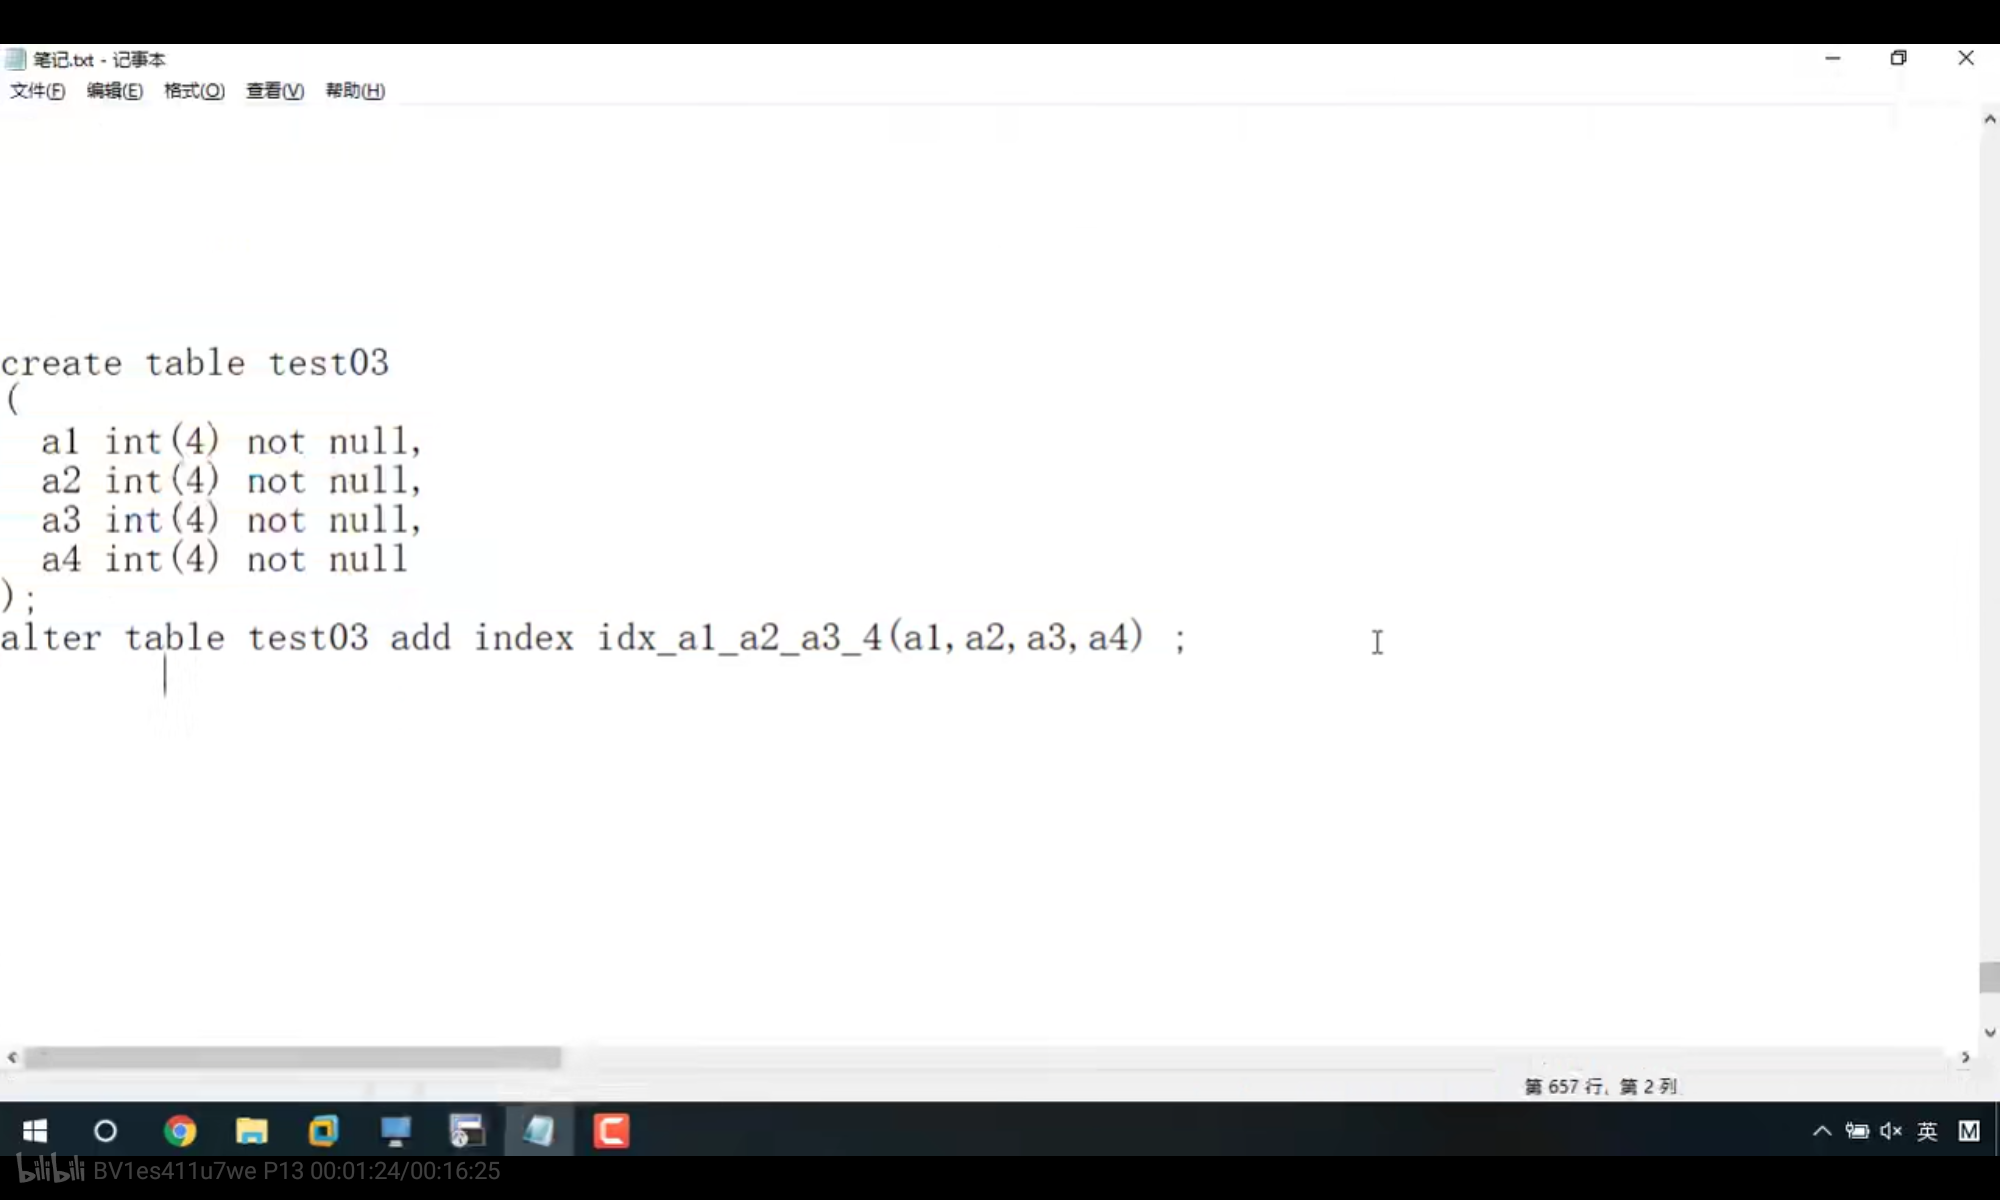 笔记.txt - 记事本
文件(F) 编辑(E) 格式(O) 查看(V) 帮助(H)
create table test03
(
a1 int(4) not null,
a2 int(4) not null,
a3 int(4) not null,
a4 int(4) not null
);
alter table test03 add index idx_a1_a2_a3_4(a1,a2,a3,a4) ;
第 657 行, 第 2 列
英 M
bilibili BV1es411u7we P13 00:01:24/00:16:25